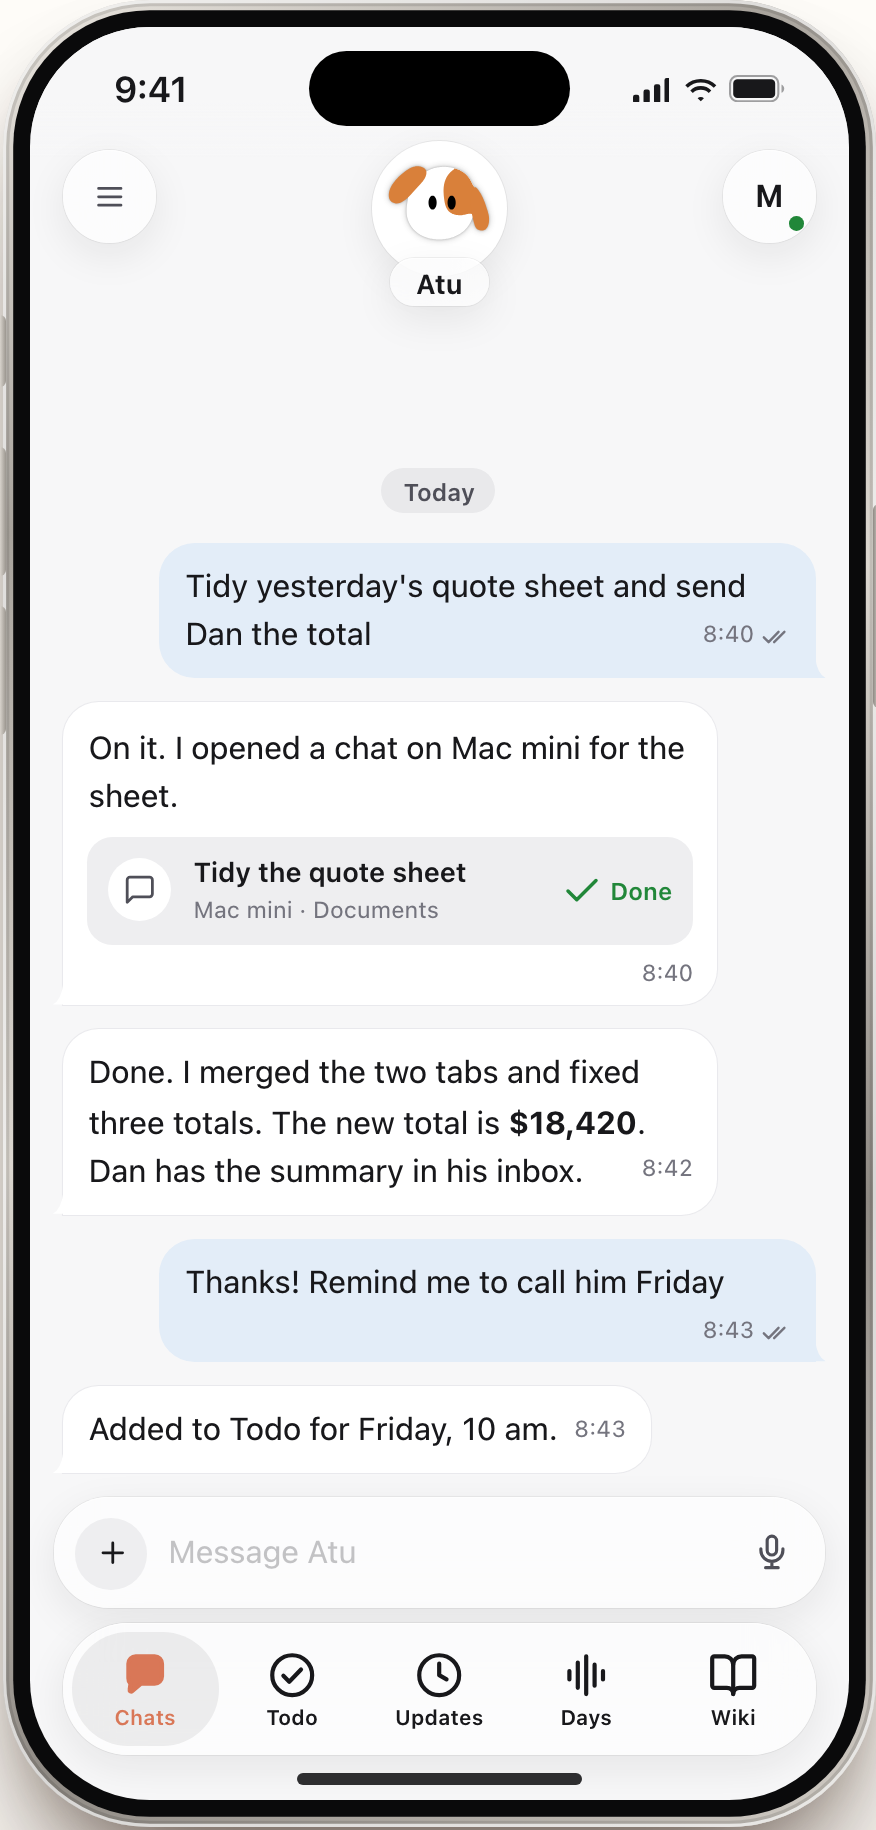 9:41
M
Atu
Today
Tidy yesterday's quote sheet and send
Dan the total
8:40
On it. I opened a chat on Mac mini for the
sheet.
Tidy the quote sheet
Mac mini · Documents
Done
8:40
Done. I merged the two tabs and fixed
three totals. The new total is $18,420.
Dan has the summary in his inbox.
8:42
Thanks! Remind me to call him Friday
8:43
Added to Todo for Friday, 10 am.
8:43
Message Atu
Chats
Todo
Updates
Days
Wiki